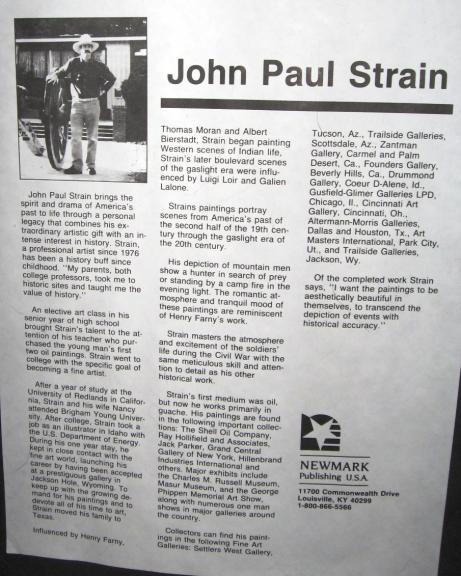 John Paul Strain
John Paul Strain brings the
spirit and drama of America's
past to life through a personal
legacy that combines his ex-
traordinary artistic gift with an in-
tense interest in history. Strain,
a professional artist since 1976
has been a history buff since
childhood. "My parents, both
college professors, took me to
historic sites and taught me the
value of history."
An elective art class in his
senior year of high school
brought Strain's talent to the at-
tention of his teacher who pur-
chased the young man's first
two oil paintings. Strain went to
college with the specific goal of
becoming a fine artist.
After a year of study at the
University of Redlands in Califor-
nia, Strain and his wife Nancy
attended Brigham Young Univer-
sity. After college, Strain took a
job as an illustrator in Idaho with
the U.S. Department of Energy.
During his one year stay, he
kept in close contact with the
fine art world, launching his
career by having been accepted
at a prestiguous gallery in
Jackson Hole, Wyoming. To
keep up with the growing de-
mand for his paintings and to
devote all of his time to art,
Strain moved his family to
Texas.
Influenced by Henry Farny,
Thomas Moran and Albert
Bierstadt, Strain began painting
Western scenes of Indian life,
Strain's later boulevard scenes
of the gaslight era were influ-
enced by Luigi Loir and Galien
Lalone.
Strains paintings portray
scenes from America's past of
the second half of the 19th cen-
tury through the gaslight era of
the 20th century.
His depiction of mountain men
show a hunter in search of prey
or standing by a camp fire in the
evening light. The romantic at-
mosphere and tranquil mood of
these paintings are reminiscent
of Henry Farny's work.
Strain masters the atmosphere
and excitement of the soldiers'
life during the Civil War with the
same meticulous skill and atten-
tion to detail as his other
historical work.
Strain's first medium was oil,
but now he works primarily in
guache. His paintings are found
in the following important collec-
tions: The Shell Oil Company,
Ray Hollifield and Associates,
Jack Parker, Grand Central
Gallery of New York, Hillenbrand
Industries International and
others. Major exhibits include
the Charles M. Russell Museum,
Masur Museum, and the George
Phippen Memorial Art Show,
along with numerous one man
shows in major galleries around
the country.
Collectors can find his paint-
ings in the following Fine Art
Galleries: Settlers West Gallery,
Tucson, Az., Trailside Galleries,
Scottsdale, Az., Zantman
Gallery, Carmel and Palm
Desert, Ca., Founders Gallery,
Beverly Hills, Ca., Drummond
Gallery, Coeur D-Alene, Id.,
Gusfield-Glimer Galleries LPD,
Chicago, Il., Cincinnati Art
Gallery, Cincinnati, Oh.,
Altermann-Morris Galleries,
Dallas and Houston, Tx., Art
Masters International, Park City,
Ut., and Trailside Galleries,
Jackson, Wy.
Of the completed work Strain
says, "I want the paintings to be
aesthetically beautiful in
themselves, to transcend the
depiction of events with
historical accuracy."
NEWMARK
Publishing U.S.A.
11700 Commonwealth Drive
Louisville, KY 40299
1-800-866-5566